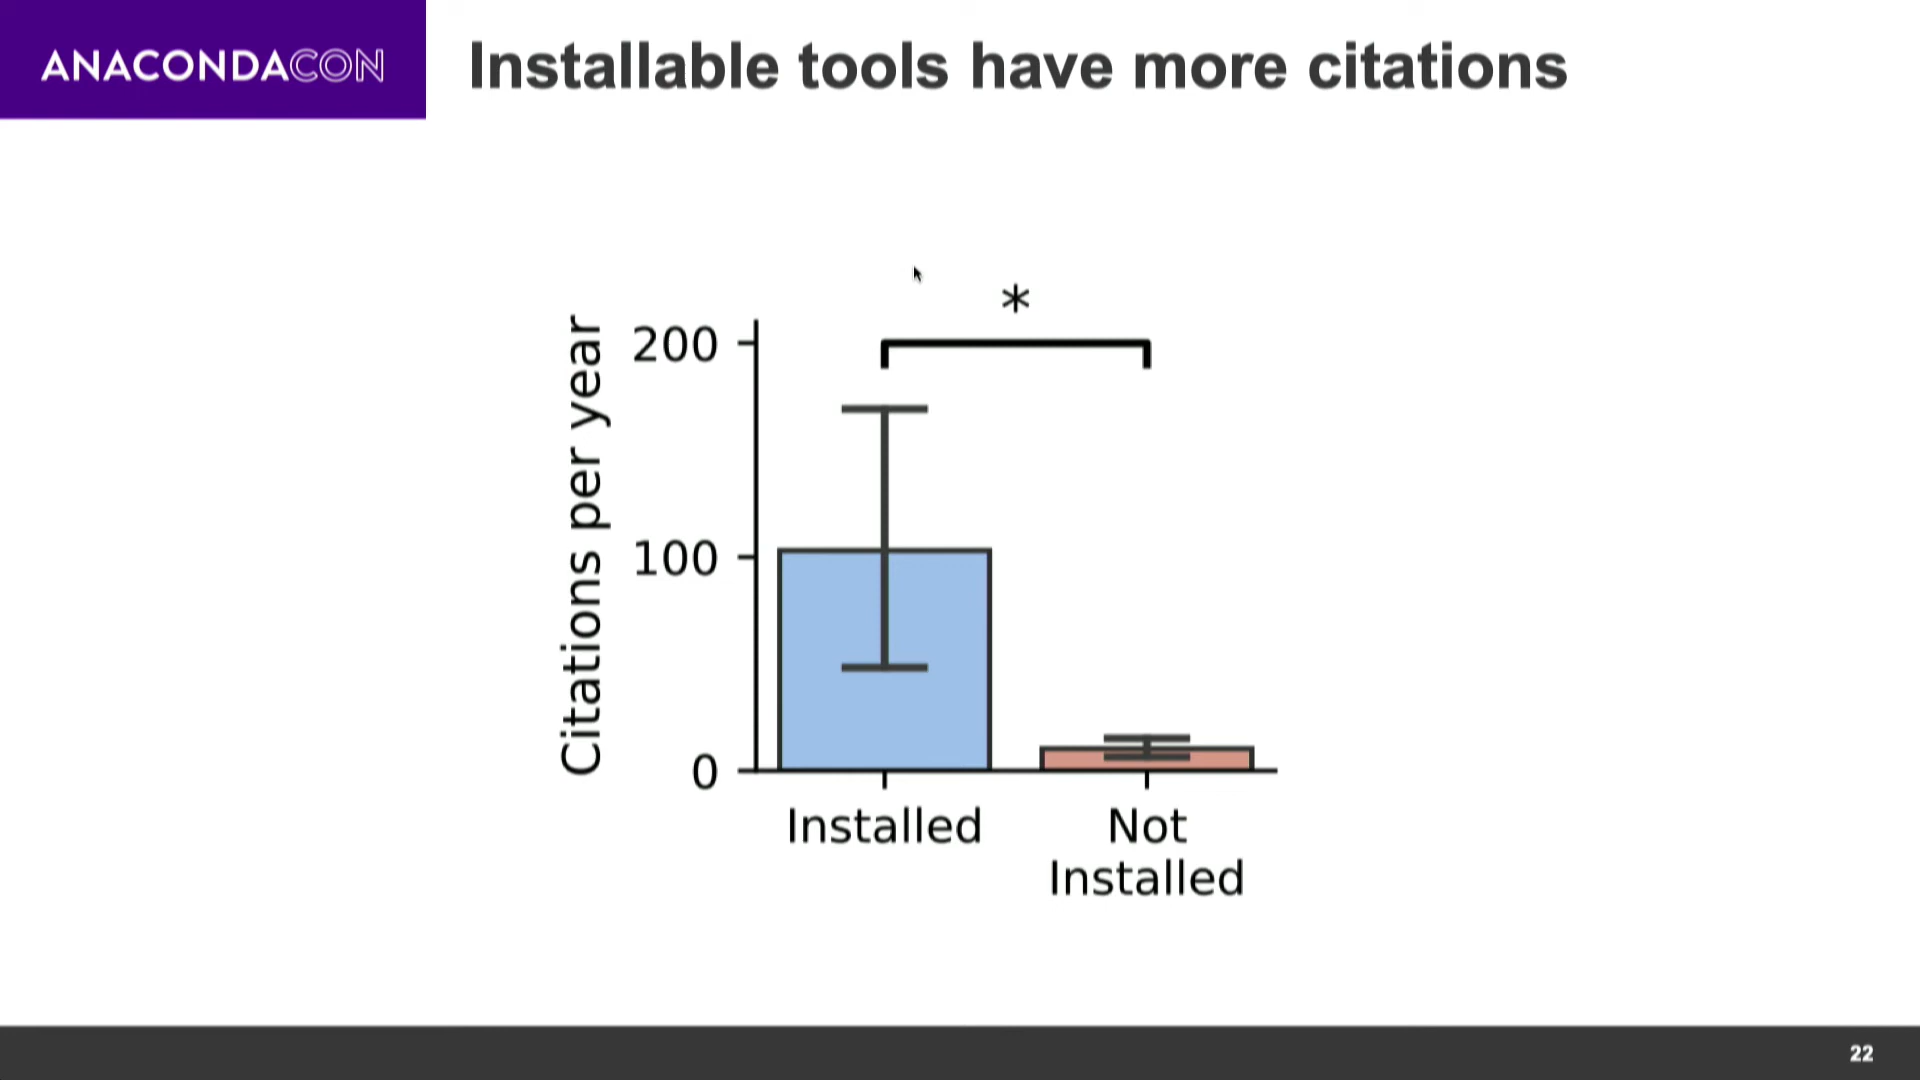 ANACONDACON
Installable tools have more citations
*
Citations per year
200
100
0
Installed
Not
Installed
22